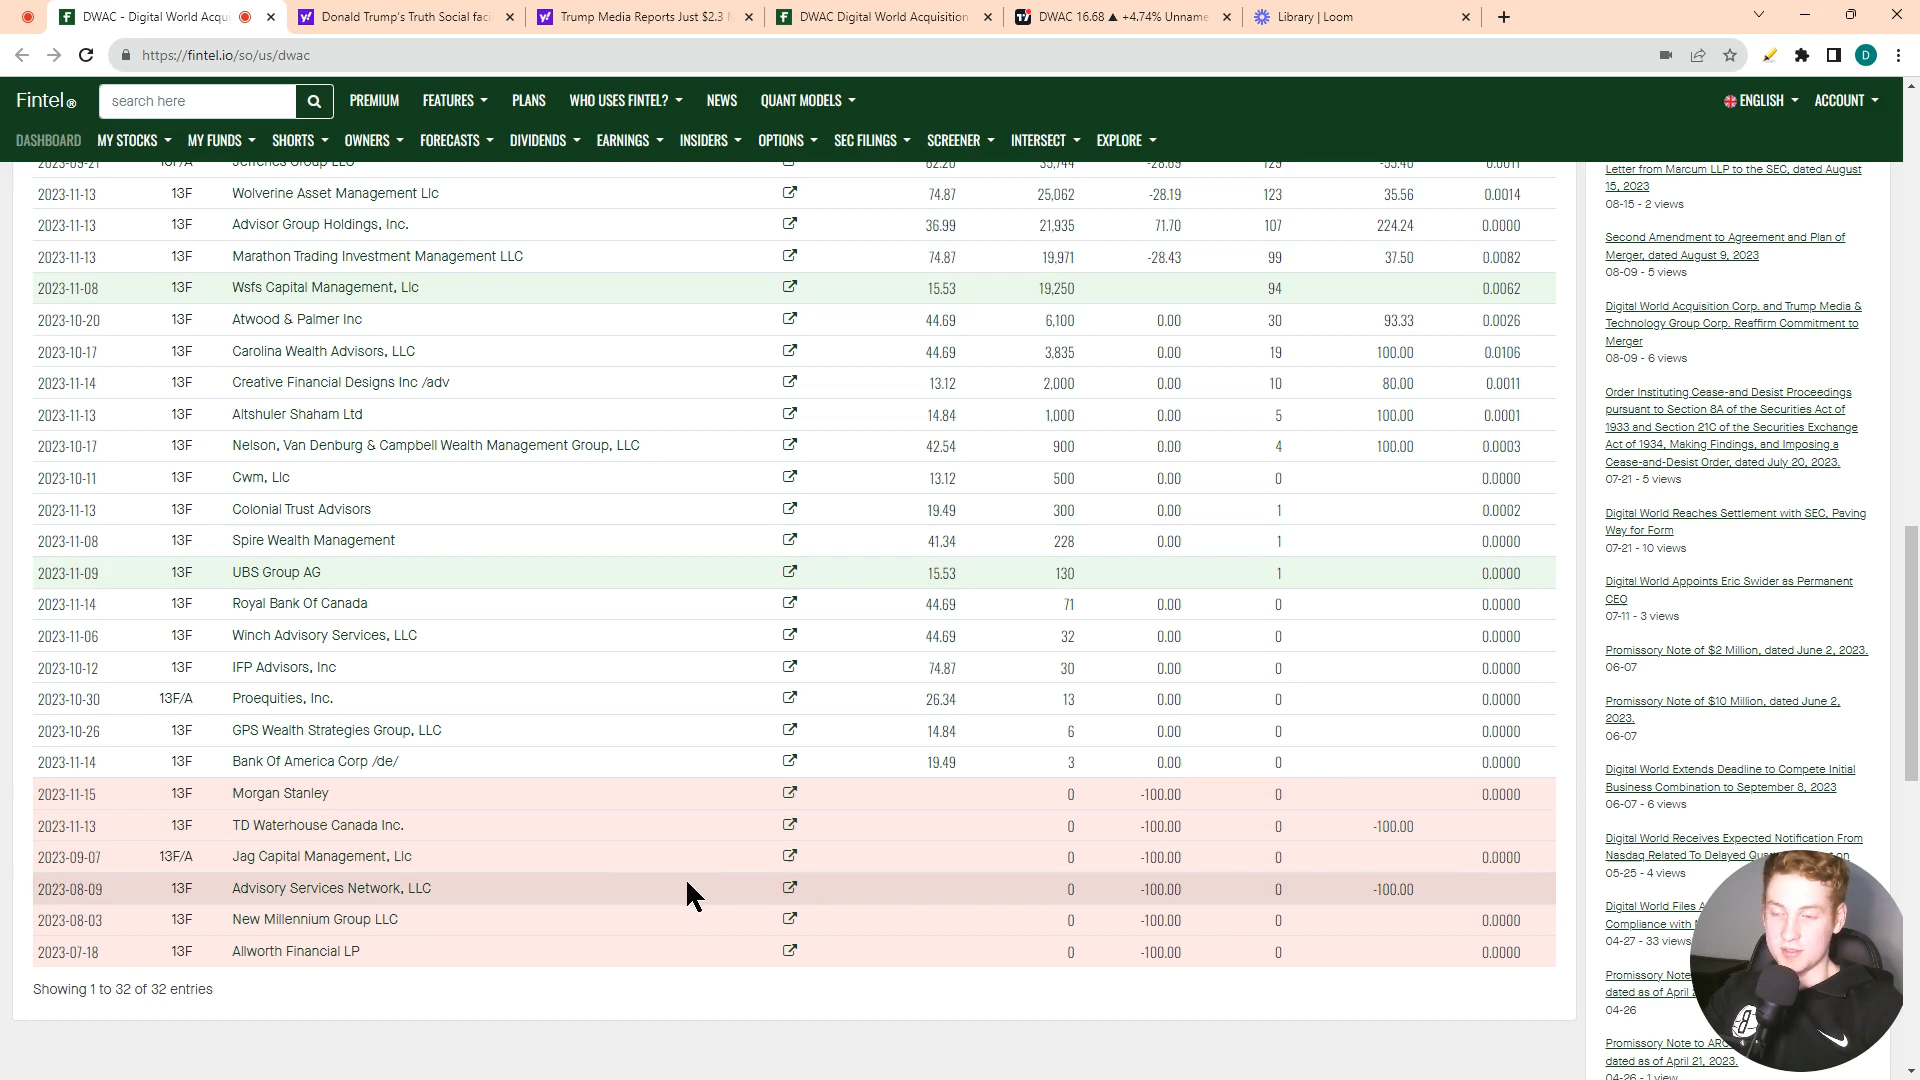 DWAC - Digital World Acqui
Donald Trump's Truth Social faci
Trump Media Reports Just $2.3
DWAC Digital World Acquisition
DWAC 16.68 ▲ +4.74% Unname
Library | Loom
https://fintel.io/so/us/dwac
D
Fintel®
search here
PREMIUM
FEATURES
PLANS
WHO USES FINTEL?
NEWS
QUANT MODELS
ENGLISH
ACCOUNT
DASHBOARD
MY STOCKS
MY FUNDS
SHORTS
OWNERS
FORECASTS
DIVIDENDS
EARNINGS
INSIDERS
OPTIONS
SEC FILINGS
SCREENER
INTERSECT
EXPLORE
2023-09-21 13F/A Jefferies Group LLC 62.20 35,744 -28.69 129 -55.40 0.0011
2023-11-13 13F Wolverine Asset Management Llc 74.87 25,062 -28.19 123 35.56 0.0014
2023-11-13 13F Advisor Group Holdings, Inc. 36.99 21,935 71.70 107 224.24 0.0000
2023-11-13 13F Marathon Trading Investment Management LLC 74.87 19,971 -28.43 99 37.50 0.0082
2023-11-08 13F Wsfs Capital Management, Llc 15.53 19,250 94 0.0062
2023-10-20 13F Atwood & Palmer Inc 44.69 6,100 0.00 30 93.33 0.0026
2023-10-17 13F Carolina Wealth Advisors, LLC 44.69 3,835 0.00 19 100.00 0.0106
2023-11-14 13F Creative Financial Designs Inc /adv 13.12 2,000 0.00 10 80.00 0.0011
2023-11-13 13F Altshuler Shaham Ltd 14.84 1,000 0.00 5 100.00 0.0001
2023-10-17 13F Nelson, Van Denburg & Campbell Wealth Management Group, LLC 42.54 900 0.00 4 100.00 0.0003
2023-10-11 13F Cwm, Llc 13.12 500 0.00 0 0.0000
2023-11-13 13F Colonial Trust Advisors 19.49 300 0.00 1 0.0002
2023-11-08 13F Spire Wealth Management 41.34 228 0.00 1 0.0000
2023-11-09 13F UBS Group AG 15.53 130 1 0.0000
2023-11-14 13F Royal Bank Of Canada 44.69 71 0.00 0 0.0000
2023-11-06 13F Winch Advisory Services, LLC 44.69 32 0.00 0 0.0000
2023-10-12 13F IFP Advisors, Inc 74.87 30 0.00 0 0.0000
2023-10-30 13F/A Proequities, Inc. 26.34 13 0.00 0 0.0000
2023-10-26 13F GPS Wealth Strategies Group, LLC 14.84 6 0.00 0 0.0000
2023-11-14 13F Bank Of America Corp /de/ 19.49 3 0.00 0 0.0000
2023-11-15 13F Morgan Stanley 0 -100.00 0 0.0000
2023-11-13 13F TD Waterhouse Canada Inc. 0 -100.00 0 -100.00
2023-09-07 13F/A Jag Capital Management, Llc 0 -100.00 0 0.0000
2023-08-09 13F Advisory Services Network, LLC 0 -100.00 0 -100.00
2023-08-03 13F New Millennium Group LLC 0 -100.00 0 0.0000
2023-07-18 13F Allworth Financial LP 0 -100.00 0 0.0000
Showing 1 to 32 of 32 entries
Letter from Marcum LLP to the SEC, dated August
15, 2023
08-15 - 2 views
Second Amendment to Agreement and Plan of
Merger, dated August 9, 2023
08-09 - 5 views
Digital World Acquisition Corp. and Trump Media &
Technology Group Corp. Reaffirm Commitment to
Merger
08-09 - 6 views
Order Instituting Cease-and Desist Proceedings
pursuant to Section 8A of the Securities Act of
1933 and Section 21C of the Securities Exchange
Act of 1934, Making Findings, and Imposing a
Cease-and-Desist Order, dated July 20, 2023.
07-21 - 5 views
Digital World Reaches Settlement with SEC, Paving
Way for Form
07-21 - 10 views
Digital World Appoints Eric Swider as Permanent
CEO
07-11 - 3 views
Promissory Note of $2 Million, dated June 2, 2023.
06-07
Promissory Note of $10 Million, dated June 2,
2023.
06-07
Digital World Extends Deadline to Compete Initial
Business Combination to September 8, 2023
06-07 - 6 views
Digital World Receives Expected Notification From
Nasdaq Related To Delayed on
05-25 - 4 views
Digital World Files
Compliance with
04-27 - 33 views
Promissory Note
dated as of April
04-26
Promissory Note to
dated as of April 21, 2023.
04-26 - 1 view